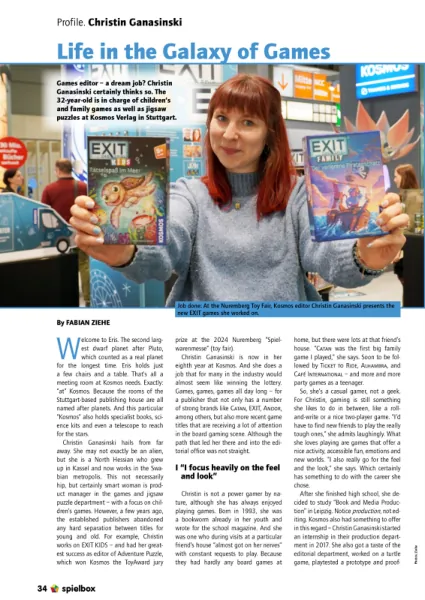 Profile. Christin Ganasinski
Life in the Galaxy of Games
Games editor – a dream job? Christin
Ganasinski certainly thinks so. The
32-year-old is in charge of children's
and family games as well as jigsaw
puzzles at Kosmos Verlag in Stuttgart.
KOSMOS
EXIT
KIDS
Rätselspaß im Meer
KOSMOS
EXIT
FAMILY
Job done: At the Nuremberg Toy Fair, Kosmos editor Christin Ganasinski presents the
new EXIT games she worked on.
By FABIAN ZIEHE
Welcome to Eris. The second larg-
est dwarf planet after Pluto,
which counted as a real planet
for the longest time. Eris holds just
a few chairs and a table. That's all a
meeting room at Kosmos needs. Exactly:
"at" Kosmos. Because the rooms of the
Stuttgart-based publishing house are all
named after planets. And this particular
"Kosmos" also holds specialist books, sci-
ence kits and even a telescope to reach
for the stars.
Christin Ganasinski hails from far
away. She may not exactly be an alien,
but she is a North Hessian who grew
up in Kassel and now works in the Swa-
bian metropolis. This not necessarily
hip, but certainly smart woman is prod-
uct manager in the games and jigsaw
puzzle department – with a focus on chil-
dren's games. However, a few years ago,
the established publishers abandoned
any hard separation between titles for
young and old. For example, Christin
works on EXIT KIDS – and had her great-
est success as editor of Adventure Puzzle,
which won Kosmos the ToyAward jury
prize at the 2024 Nuremberg "Spiel-
warenmesse" (toy fair).
Christin Ganasinski is now in her
eighth year at Kosmos. And she does a
job that for many in the industry would
almost seem like winning the lottery.
Games, games, games all day long – for
a publisher that not only has a number
of strong brands like CATAN, EXIT, ANDOR,
among others, but also more recent game
titles that are receiving a lot of attention
in the board gaming scene. Although the
path that led her there and into the edi-
torial office was not straight.
I "I focus heavily on the feel
and look"
Christin is not a power gamer by na-
ture, although she has always enjoyed
playing games. Born in 1993, she was
a bookworm already in her youth and
wrote for the school magazine. And she
was one who during visits at a particular
friend's house "almost got on her nerves"
with constant requests to play. Because
they had hardly any board games at
home, but there were lots at that friend's
house. "CATAN was the first big family
game I played," she says. Soon to be fol-
lowed by TICKET TO RIDE, ALHAMBRA, and
CAFÉ INTERNATIONAL – and more and more
party games as a teenager.
So, she's a casual gamer, not a geek.
For Christin, gaming is still something
she likes to do in between, like a roll-
and-write or a nice two-player game. "I'd
have to find new friends to play the really
tough ones," she admits laughingly. What
she loves playing are games that offer a
nice activity, accessible fun, emotions and
new worlds. "I also really go for the feel
and the look," she says. Which certainly
has something to do with the career she
chose.
After she finished high school, she de-
cided to study "Book and Media Produc-
tion" in Leipzig. Notice production, not ed-
iting. Kosmos also had something to offer
in this regard – Christin Ganasinski started
an internship in their production depart-
ment in 2017. She also got a taste of the
editorial department, worked on a turtle
game, playtested a prototype and proof-
34 spielbox